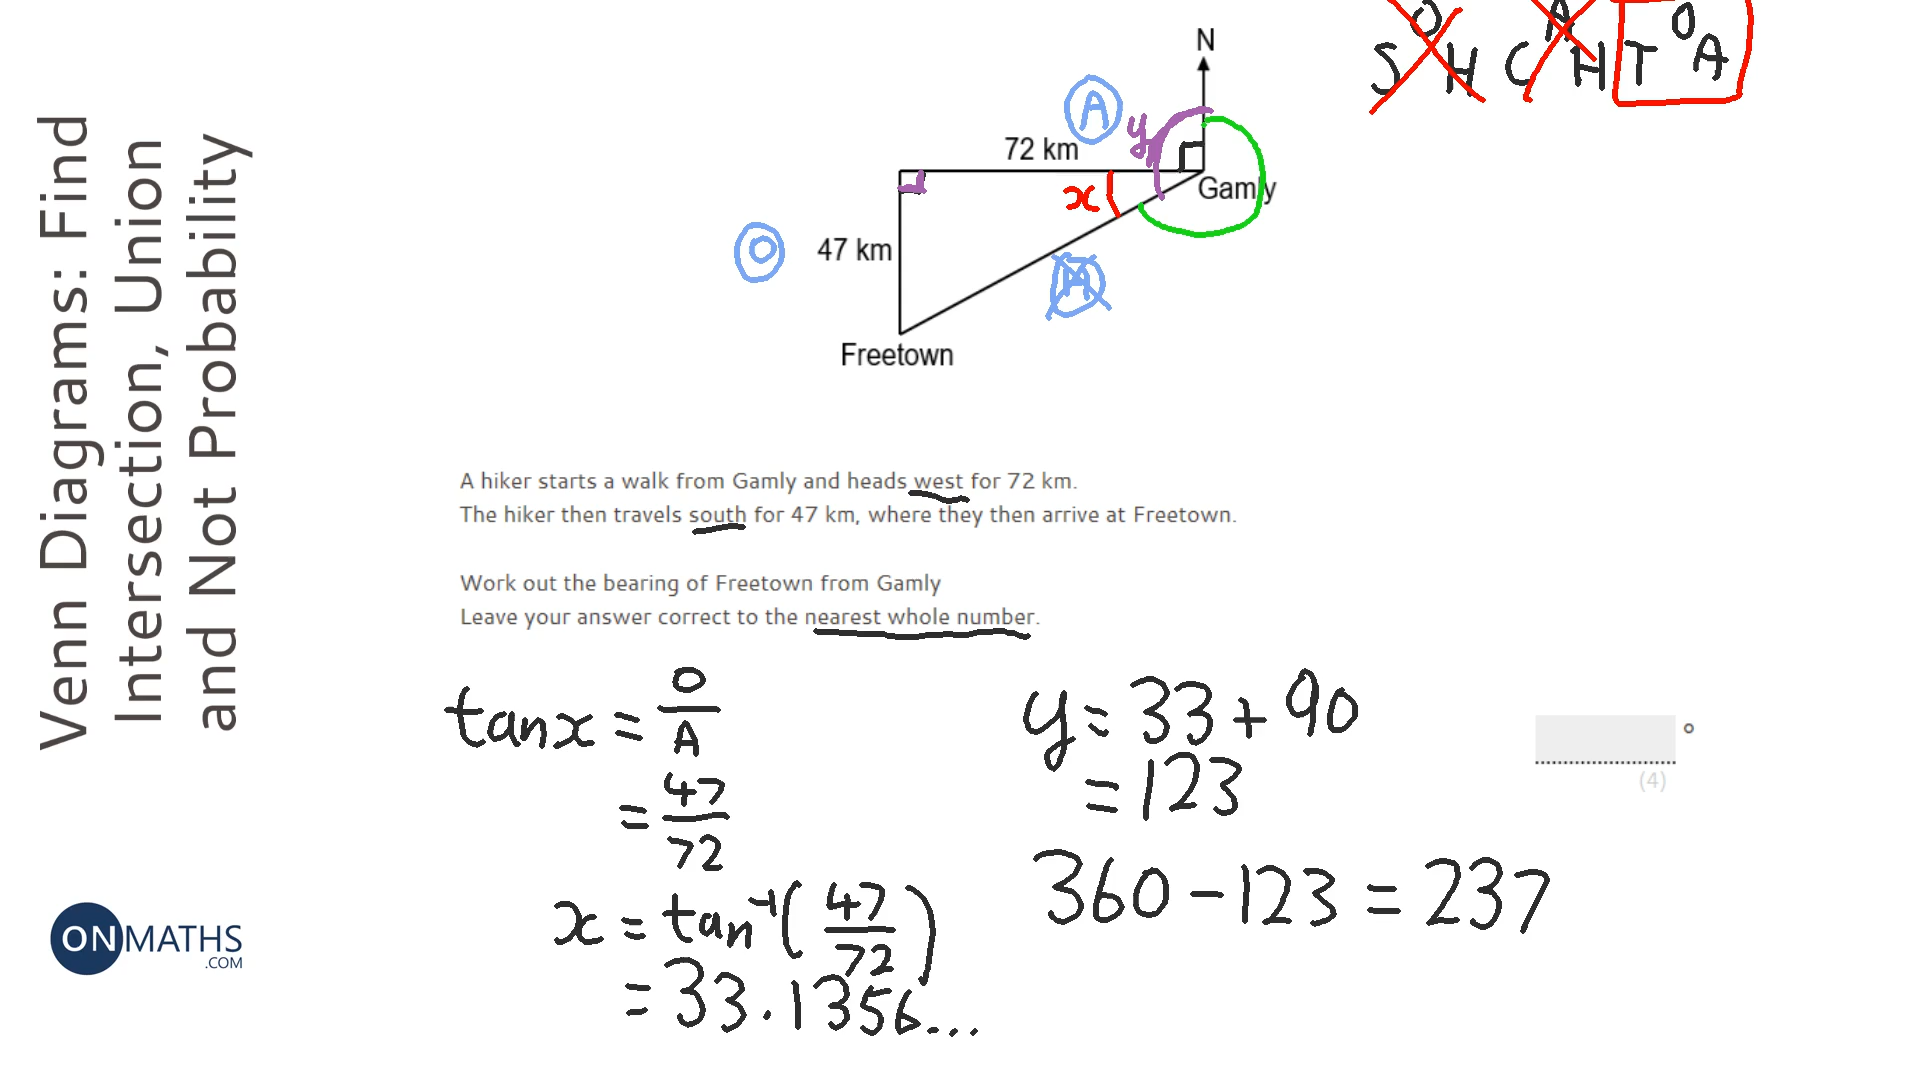 Venn Diagrams: Find
Intersection, Union
and Not Probability
ONMATHS
.COM
N
O A O
S H C H T A
A
y
72 km
x
Gamly
O
47 km
H
Freetown
A hiker starts a walk from Gamly and heads west for 72 km.
The hiker then travels south for 47 km, where they then arrive at Freetown.
Work out the bearing of Freetown from Gamly
Leave your answer correct to the nearest whole number.
tan x = O/A
= 47/72
x = tan⁻¹(47/72)
= 33.1356...
y = 33 + 90
= 123
360 - 123 = 237
°
(4)